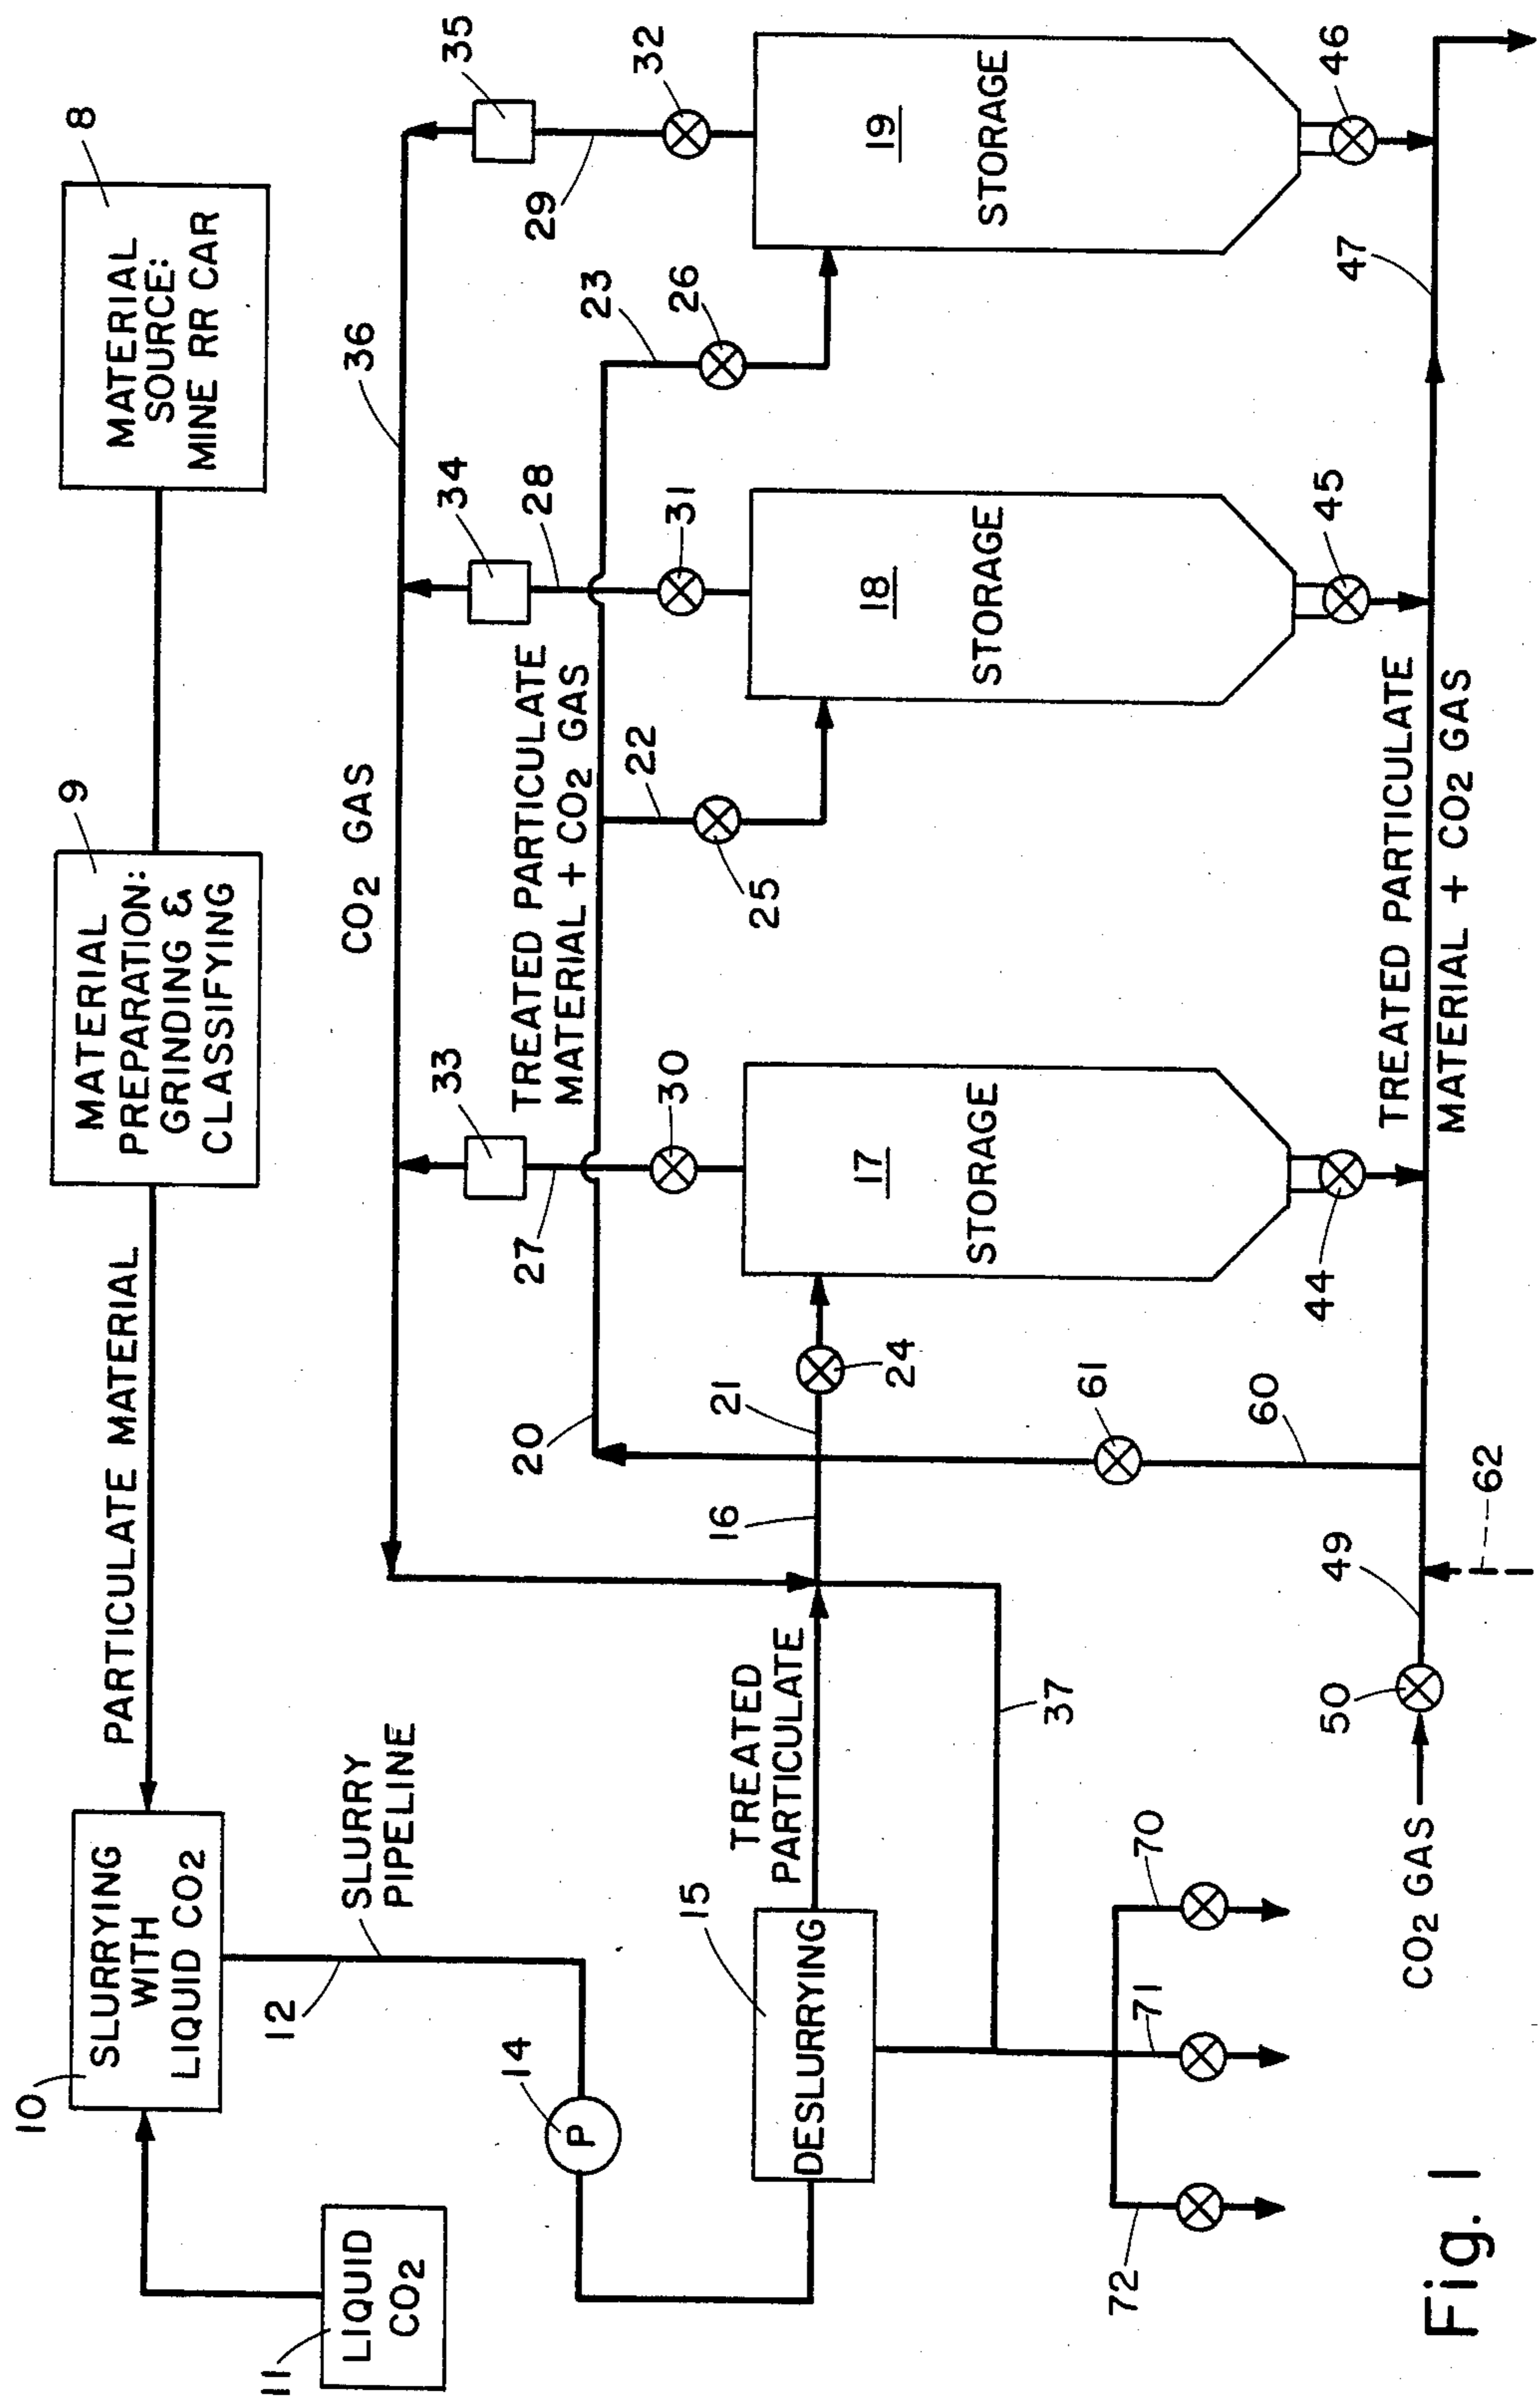 8
MATERIAL
SOURCE:
MINE RR CAR
9
MATERIAL
PREPARATION:
GRINDING &
CLASSIFYING
PARTICULATE MATERIAL
10
SLURRYING
WITH
LIQUID CO2
11
LIQUID
CO2
12
SLURRY
PIPELINE
14
P
15
DESLURRYING
TREATED
PARTICULATE
16
21
24
20
CO2 GAS
36
TREATED PARTICULATE
MATERIAL + CO2 GAS
33
27
30
17
STORAGE
44
22
25
34
28
31
18
STORAGE
45
23
26
35
29
32
19
STORAGE
46
47
TREATED PARTICULATE
MATERIAL + CO2 GAS
61
60
62
49
50
CO2 GAS
37
70
71
72
Fig. 1